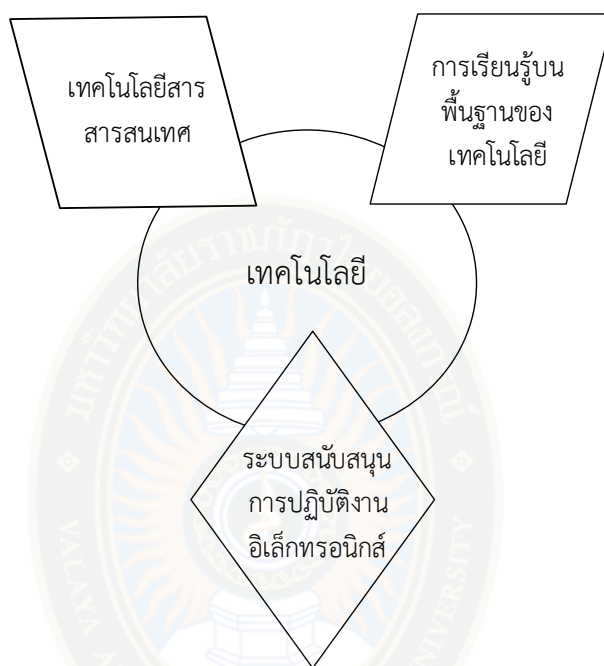 เทคโนโลยีสาร
สารสนเทศ
การเรียนรู้บน
พื้นฐานของ
เทคโนโลยี
เทคโนโลยี
ระบบสนับสนุน
การปฏิบัติงาน
อิเล็กทรอนิกส์
VALAYA A
UNIVERSITY